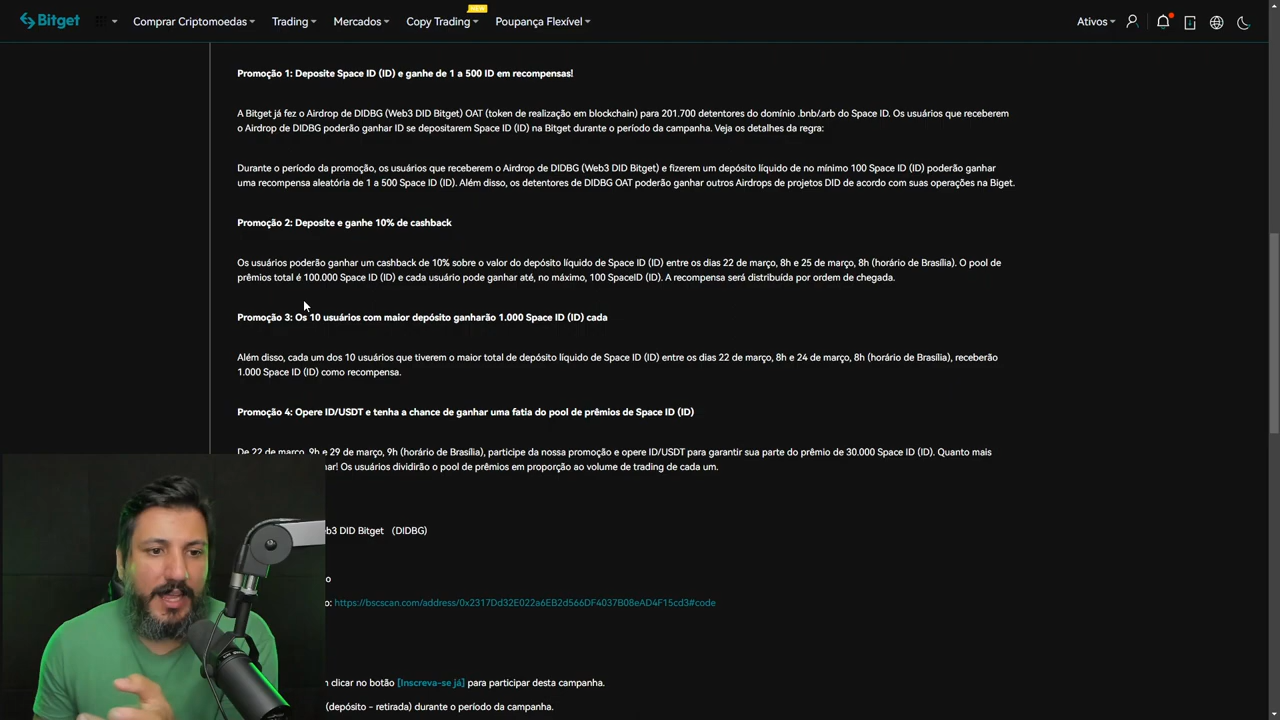 Bitget
Comprar Criptomoedas
Trading
Mercados
Copy Trading
NEW
Poupança Flexível
Ativos
Promoção 1: Deposite Space ID (ID) e ganhe de 1 a 500 ID em recompensas!
A Bitget já fez o Airdrop de DIDBG (Web3 DID Bitget) OAT (token de realização em blockchain) para 201.700 detentores do domínio .bnb/.arb do Space ID. Os usuários que receberem
o Airdrop de DIDBG poderão ganhar ID se depositarem Space ID (ID) na Bitget durante o período da campanha. Veja os detalhes da regra:
Durante o período da promoção, os usuários que receberem o Airdrop de DIDBG (Web3 DID Bitget) e fizerem um depósito líquido de no mínimo 100 Space ID (ID) poderão ganhar
uma recompensa aleatória de 1 a 500 Space ID (ID). Além disso, os detentores de DIDBG OAT poderão ganhar outros Airdrops de projetos DID de acordo com suas operações na Biget.
Promoção 2: Deposite e ganhe 10% de cashback
Os usuários poderão ganhar um cashback de 10% sobre o valor do depósito líquido de Space ID (ID) entre os dias 22 de março, 8h e 25 de março, 8h (horário de Brasília). O pool de
prêmios total é 100.000 Space ID (ID) e cada usuário pode ganhar até, no máximo, 100 SpaceID (ID). A recompensa será distribuída por ordem de chegada.
Promoção 3: Os 10 usuários com maior depósito ganharão 1.000 Space ID (ID) cada
Além disso, cada um dos 10 usuários que tiverem o maior total de depósito líquido de Space ID (ID) entre os dias 22 de março, 8h e 24 de março, 8h (horário de Brasília), receberão
1.000 Space ID (ID) como recompensa.
Promoção 4: Opere ID/USDT e tenha a chance de ganhar uma fatia do pool de prêmios de Space ID (ID)
De 22 de março, 9h e 29 de março, 9h (horário de Brasília), participe da nossa promoção e opere ID/USDT para garantir sua parte do prêmio de 30.000 Space ID (ID). Quanto mais
Os usuários dividirão o pool de prêmios em proporção ao volume de trading de cada um.
DID Bitget (DIDBG)
https://bscscan.com/address/0x2317Dd32E022a6EB2d566DF4037B08eAD4F15cd3#code
clicar no botão [Inscreva-se já] para participar desta campanha.
(depósito - retirada) durante o período da campanha.